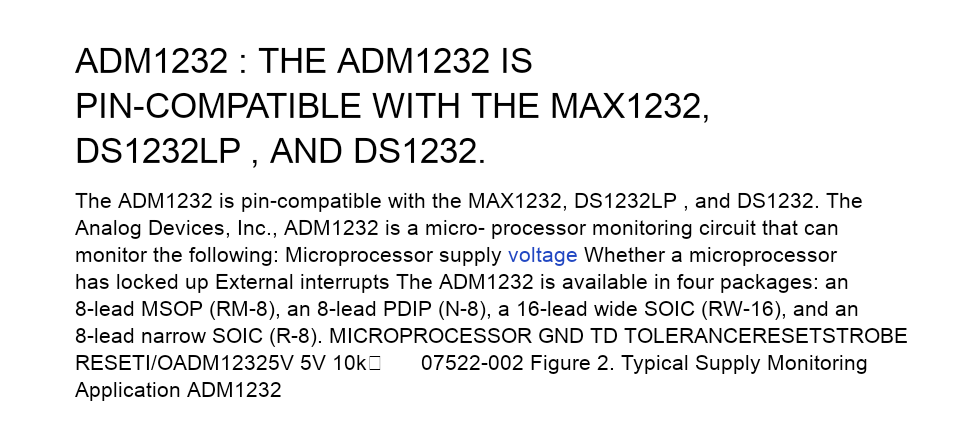 ADM1232 : THE ADM1232 IS
PIN-COMPATIBLE WITH THE MAX1232,
DS1232LP , AND DS1232.
The ADM1232 is pin-compatible with the MAX1232, DS1232LP , and DS1232. The
Analog Devices, Inc., ADM1232 is a micro- processor monitoring circuit that can
monitor the following: Microprocessor supply voltage Whether a microprocessor
has locked up External interrupts The ADM1232 is available in four packages: an
8-lead MSOP (RM-8), an 8-lead PDIP (N-8), a 16-lead wide SOIC (RW-16), and an
8-lead narrow SOIC (R-8). MICROPROCESSOR GND TD TOLERANCERESETSTROBE
RESETI/OADM12325V 5V 10k□ 07522-002 Figure 2. Typical Supply Monitoring
Application ADM1232